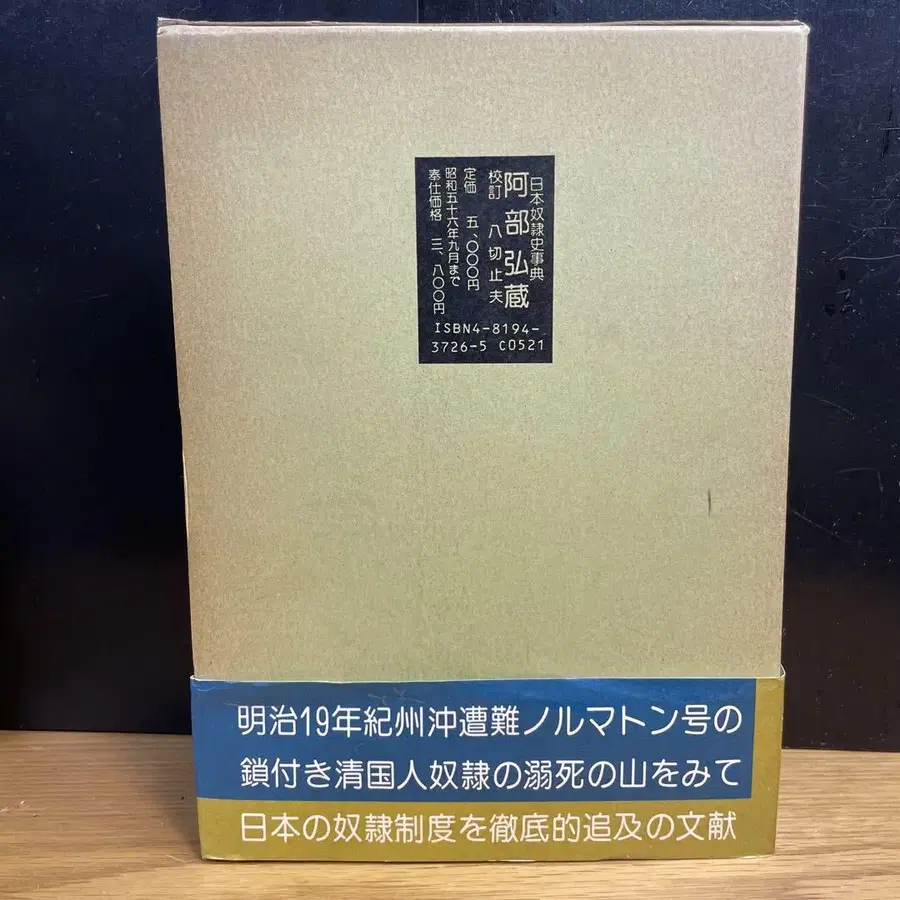 日本奴隷史事典
阿部弘蔵
校訂 八切止夫
定価 五、〇〇〇円
昭和五十六年九月まで
奉仕価格 三、八〇〇円
ISBN4-8194-
3726-5 C0521
明治19年紀州沖遭難ノルマトン号の
鎖付き清国人奴隷の溺死の山をみて
日本の奴隷制度を徹底的追及の文献